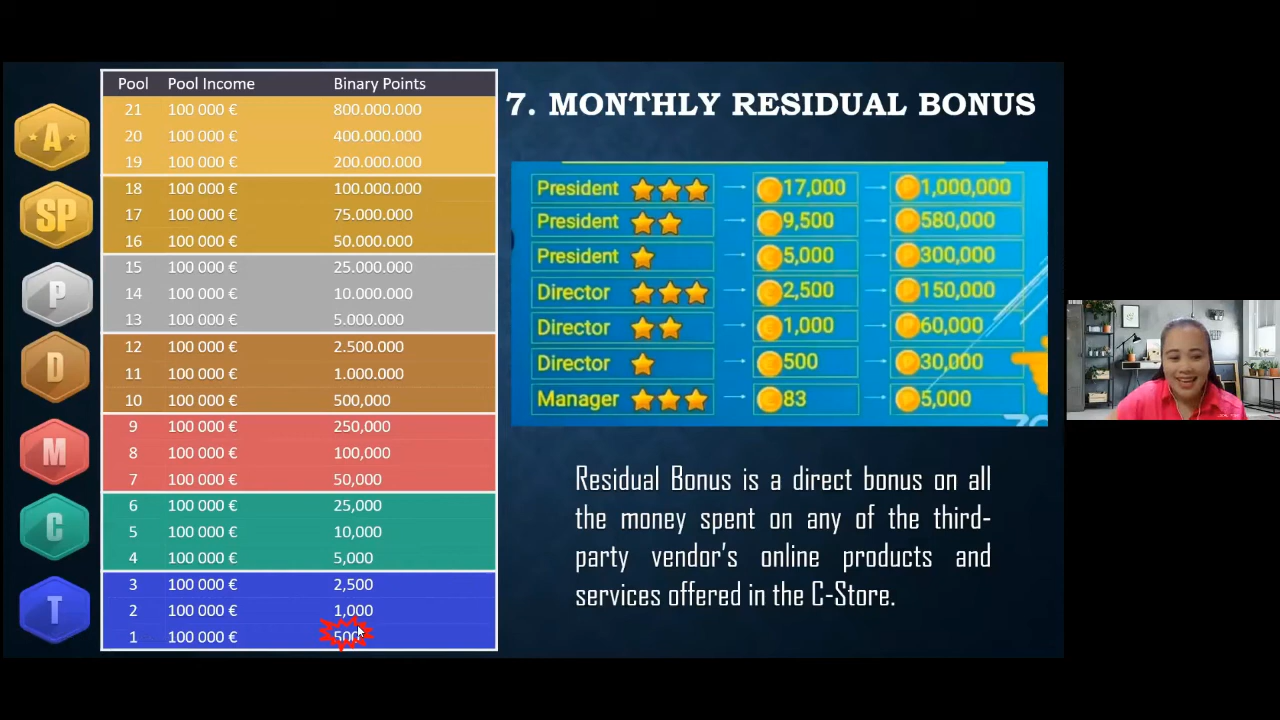 Pool Pool Income Binary Points
21 100 000 € 800.000.000
20 100 000 € 400.000.000
19 100 000 € 200.000.000
18 100 000 € 100.000.000
17 100 000 € 75.000.000
16 100 000 € 50.000.000
15 100 000 € 25.000.000
14 100 000 € 10.000.000
13 100 000 € 5.000.000
12 100 000 € 2.500.000
11 100 000 € 1.000.000
10 100 000 € 500,000
9 100 000 € 250,000
8 100 000 € 100,000
7 100 000 € 50,000
6 100 000 € 25,000
5 100 000 € 10,000
4 100 000 € 5,000
3 100 000 € 2,500
2 100 000 € 1,000
1 100 000 € 500
A
SP
P
D
M
C
T
7. MONTHLY RESIDUAL BONUS
President 17,000 1,000,000
President 9,500 580,000
President 5,000 300,000
Director 2,500 150,000
Director 1,000 60,000
Director 500 30,000
Manager 83 5,000
Residual Bonus is a direct bonus on all
the money spent on any of the third-
party vendor's online products and
services offered in the C-Store.